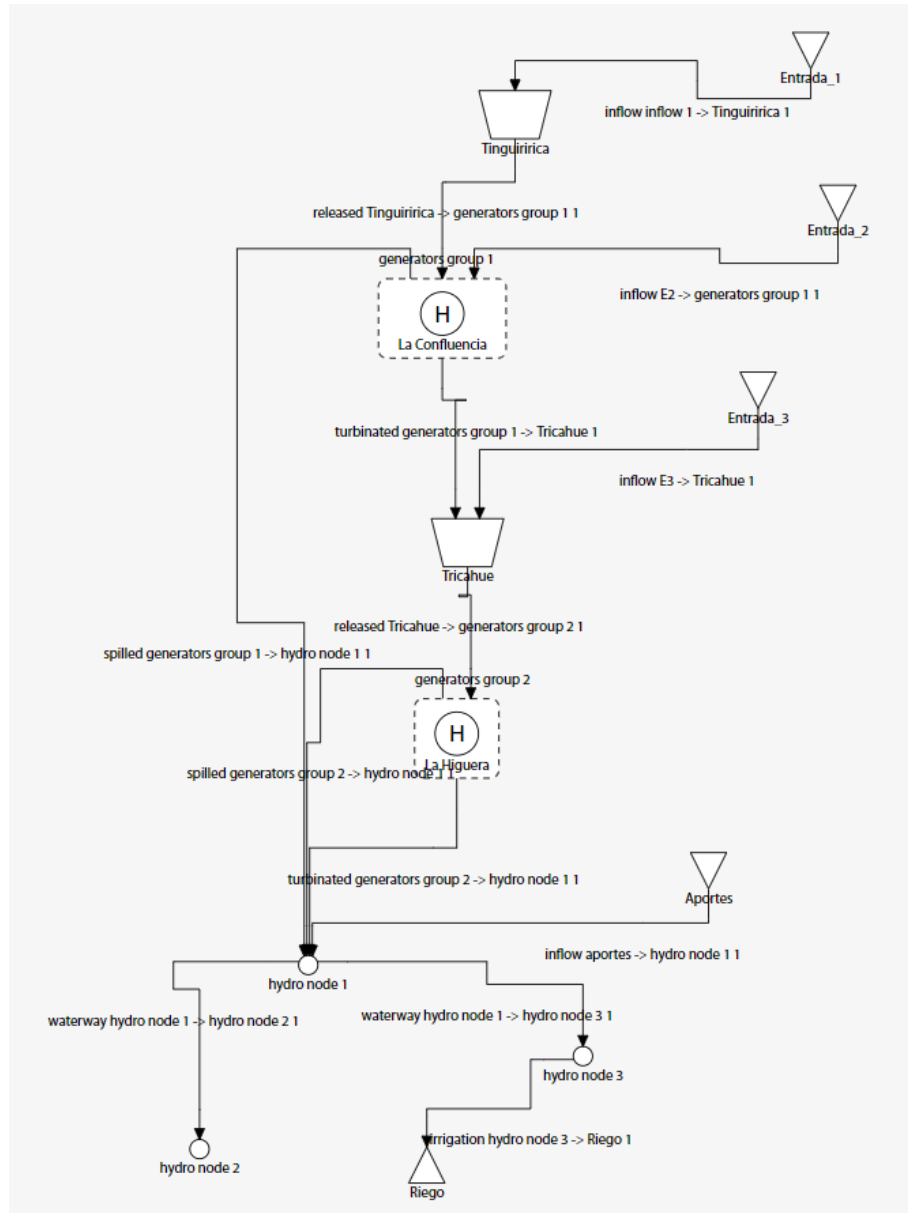 Entrada_1
inflow inflow 1 -> Tinguiririca 1
Tinguiririca
released Tinguiririca -> generators group 1 1
Entrada_2
generators group 1
inflow E2 -> generators group 1 1
H
La Confluencia
Entrada_3
turbinated generators group 1 -> Tricahue 1
inflow E3 -> Tricahue 1
Tricahue
released Tricahue -> generators group 2 1
spilled generators group 1 -> hydro node 1 1
generators group 2
H
La Higuera
spilled generators group 2 -> hydro node 1 1
turbinated generators group 2 -> hydro node 1 1
Aportes
inflow aportes -> hydro node 1 1
hydro node 1
waterway hydro node 1 -> hydro node 2 1
waterway hydro node 1 -> hydro node 3 1
hydro node 3
irrigation hydro node 3 -> Riego 1
hydro node 2
Riego